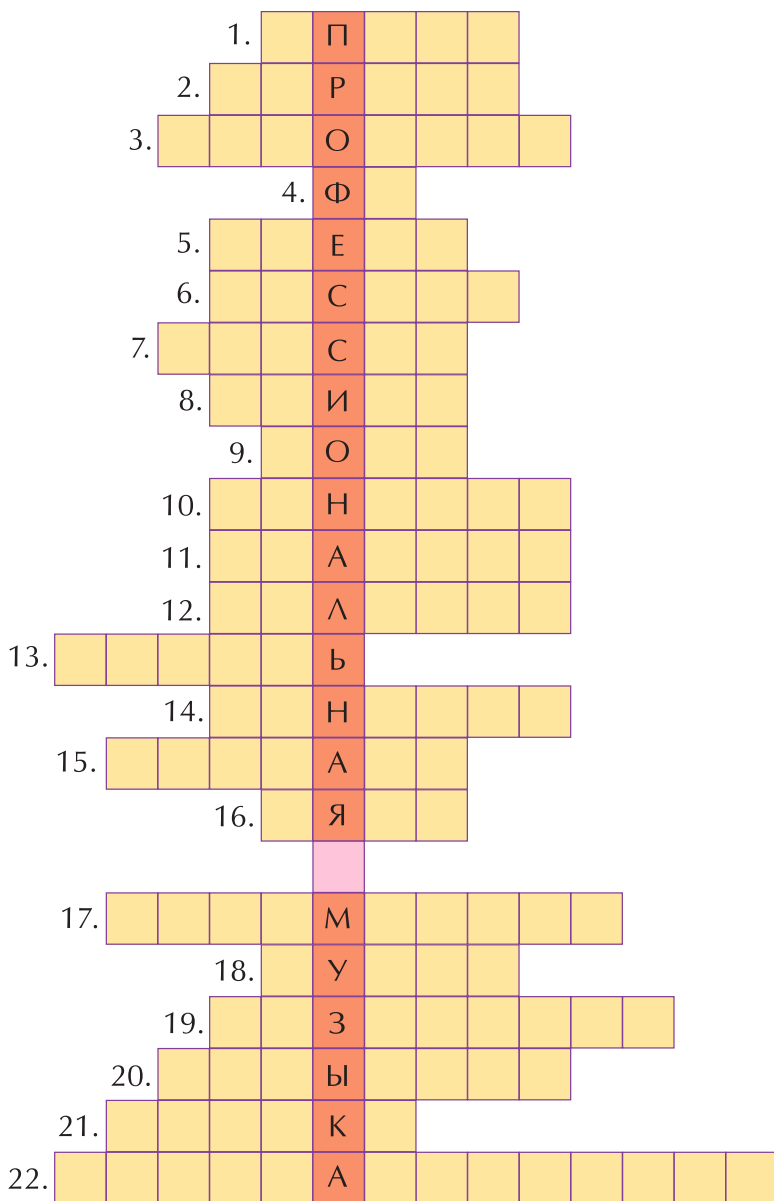 1. П
2. Р
3. О
4. Ф
5. Е
6. С
7. С
8. И
9. О
10. Н
11. А
12. Л
13. Ь
14. Н
15. А
16. Я
17. М
18. У
19. З
20. Ы
21. К
22. А